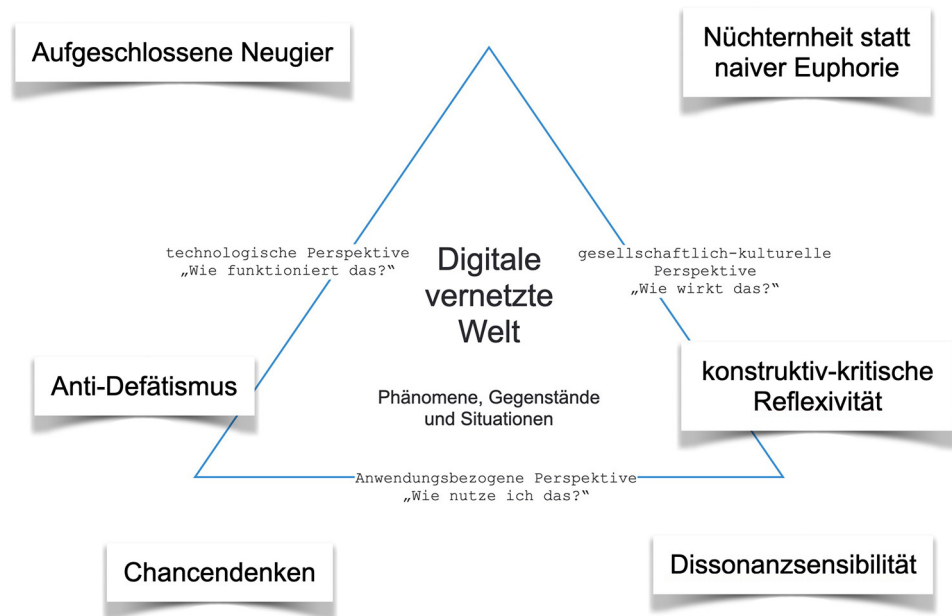 Aufgeschlossene Neugier
Nüchternheit statt
naiver Euphorie
technologische Perspektive
„Wie funktioniert das?“
Digitale
vernetzte
Welt
gesellschaftlich-kulturelle
Perspektive
„Wie wirkt das?“
Anti-Defätismus
Phänomene, Gegenstände
und Situationen
konstruktiv-kritische
Reflexivität
Anwendungsbezogene Perspektive
„Wie nutze ich das?“
Chancendenken
Dissonanzsensibilität